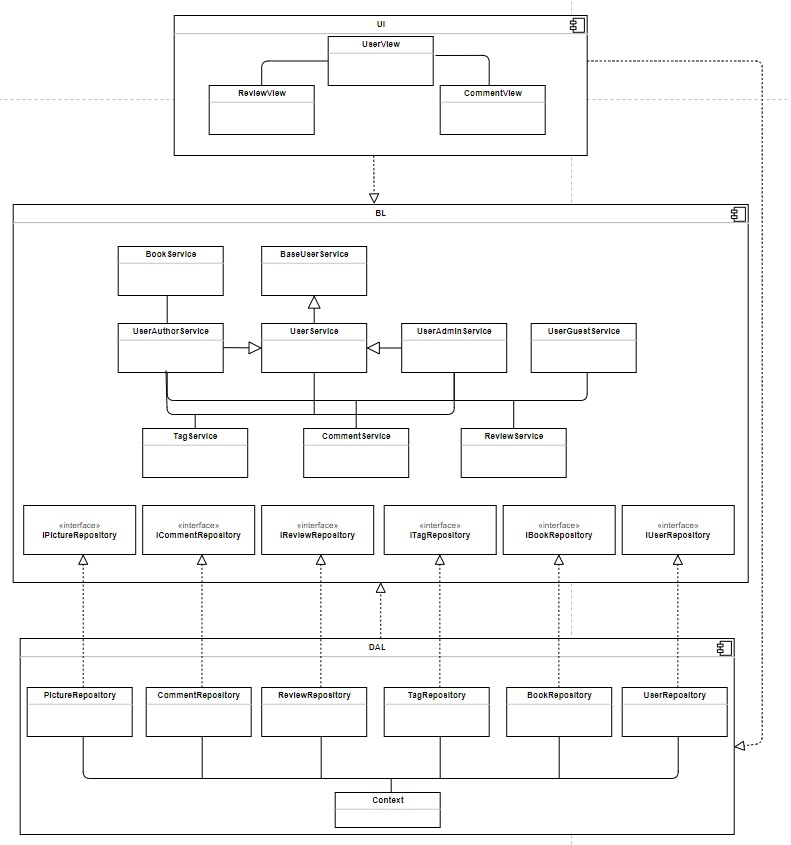 UI
UserView
ReviewView
CommentView
BL
BookService
BaseUserService
UserAuthorService
UserService
UserAdminService
UserGuestService
TagService
CommentService
ReviewService
«interface»
IPictureRepository
«interface»
ICommentRepository
«interface»
IReviewRepository
«interface»
ITagRepository
«interface»
IBookRepository
«interface»
IUserRepository
DAL
PictureRepository
CommentRepository
ReviewRepository
TagRepository
BookRepository
UserRepository
Context